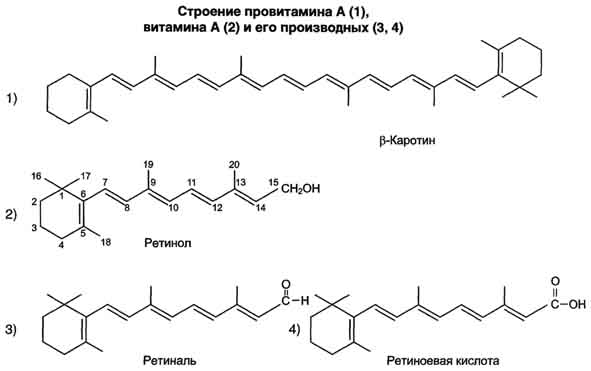 Строение провитамина А (1),
витамина А (2) и его производных (3, 4)
1)
β-Каротин
2)
16 17 19 20
1 2 3 4 5 6 7 8 9 10 11 12 13 14 15 18
CH₂OH
Ретинол
3)
O
H
Ретиналь
4)
O
OH
Ретиноевая кислота